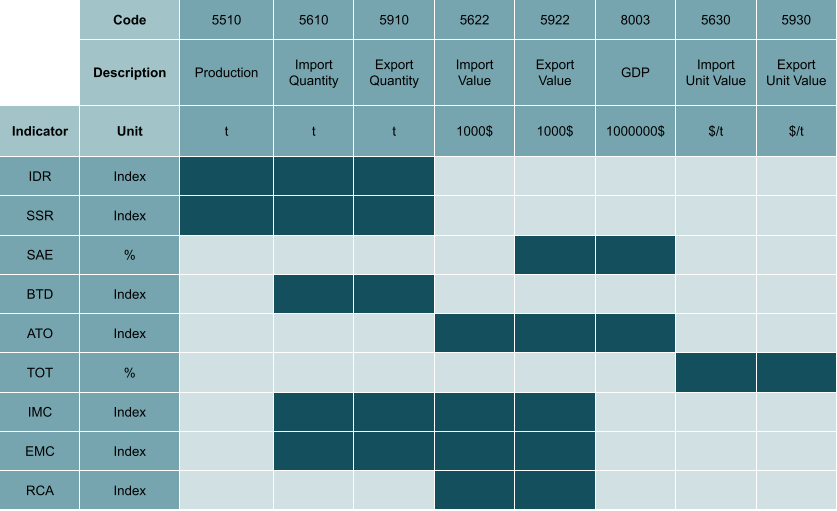 Code 5510 5610 5910 5622 5922 8003 5630 5930
Description Production Import Quantity Export Quantity Import Value Export Value GDP Import Unit Value Export Unit Value
Indicator Unit t t t 1000$ 1000$ 1000000$ $/t $/t
IDR Index
SSR Index
SAE %
BTD Index
ATO Index
TOT %
IMC Index
EMC Index
RCA Index